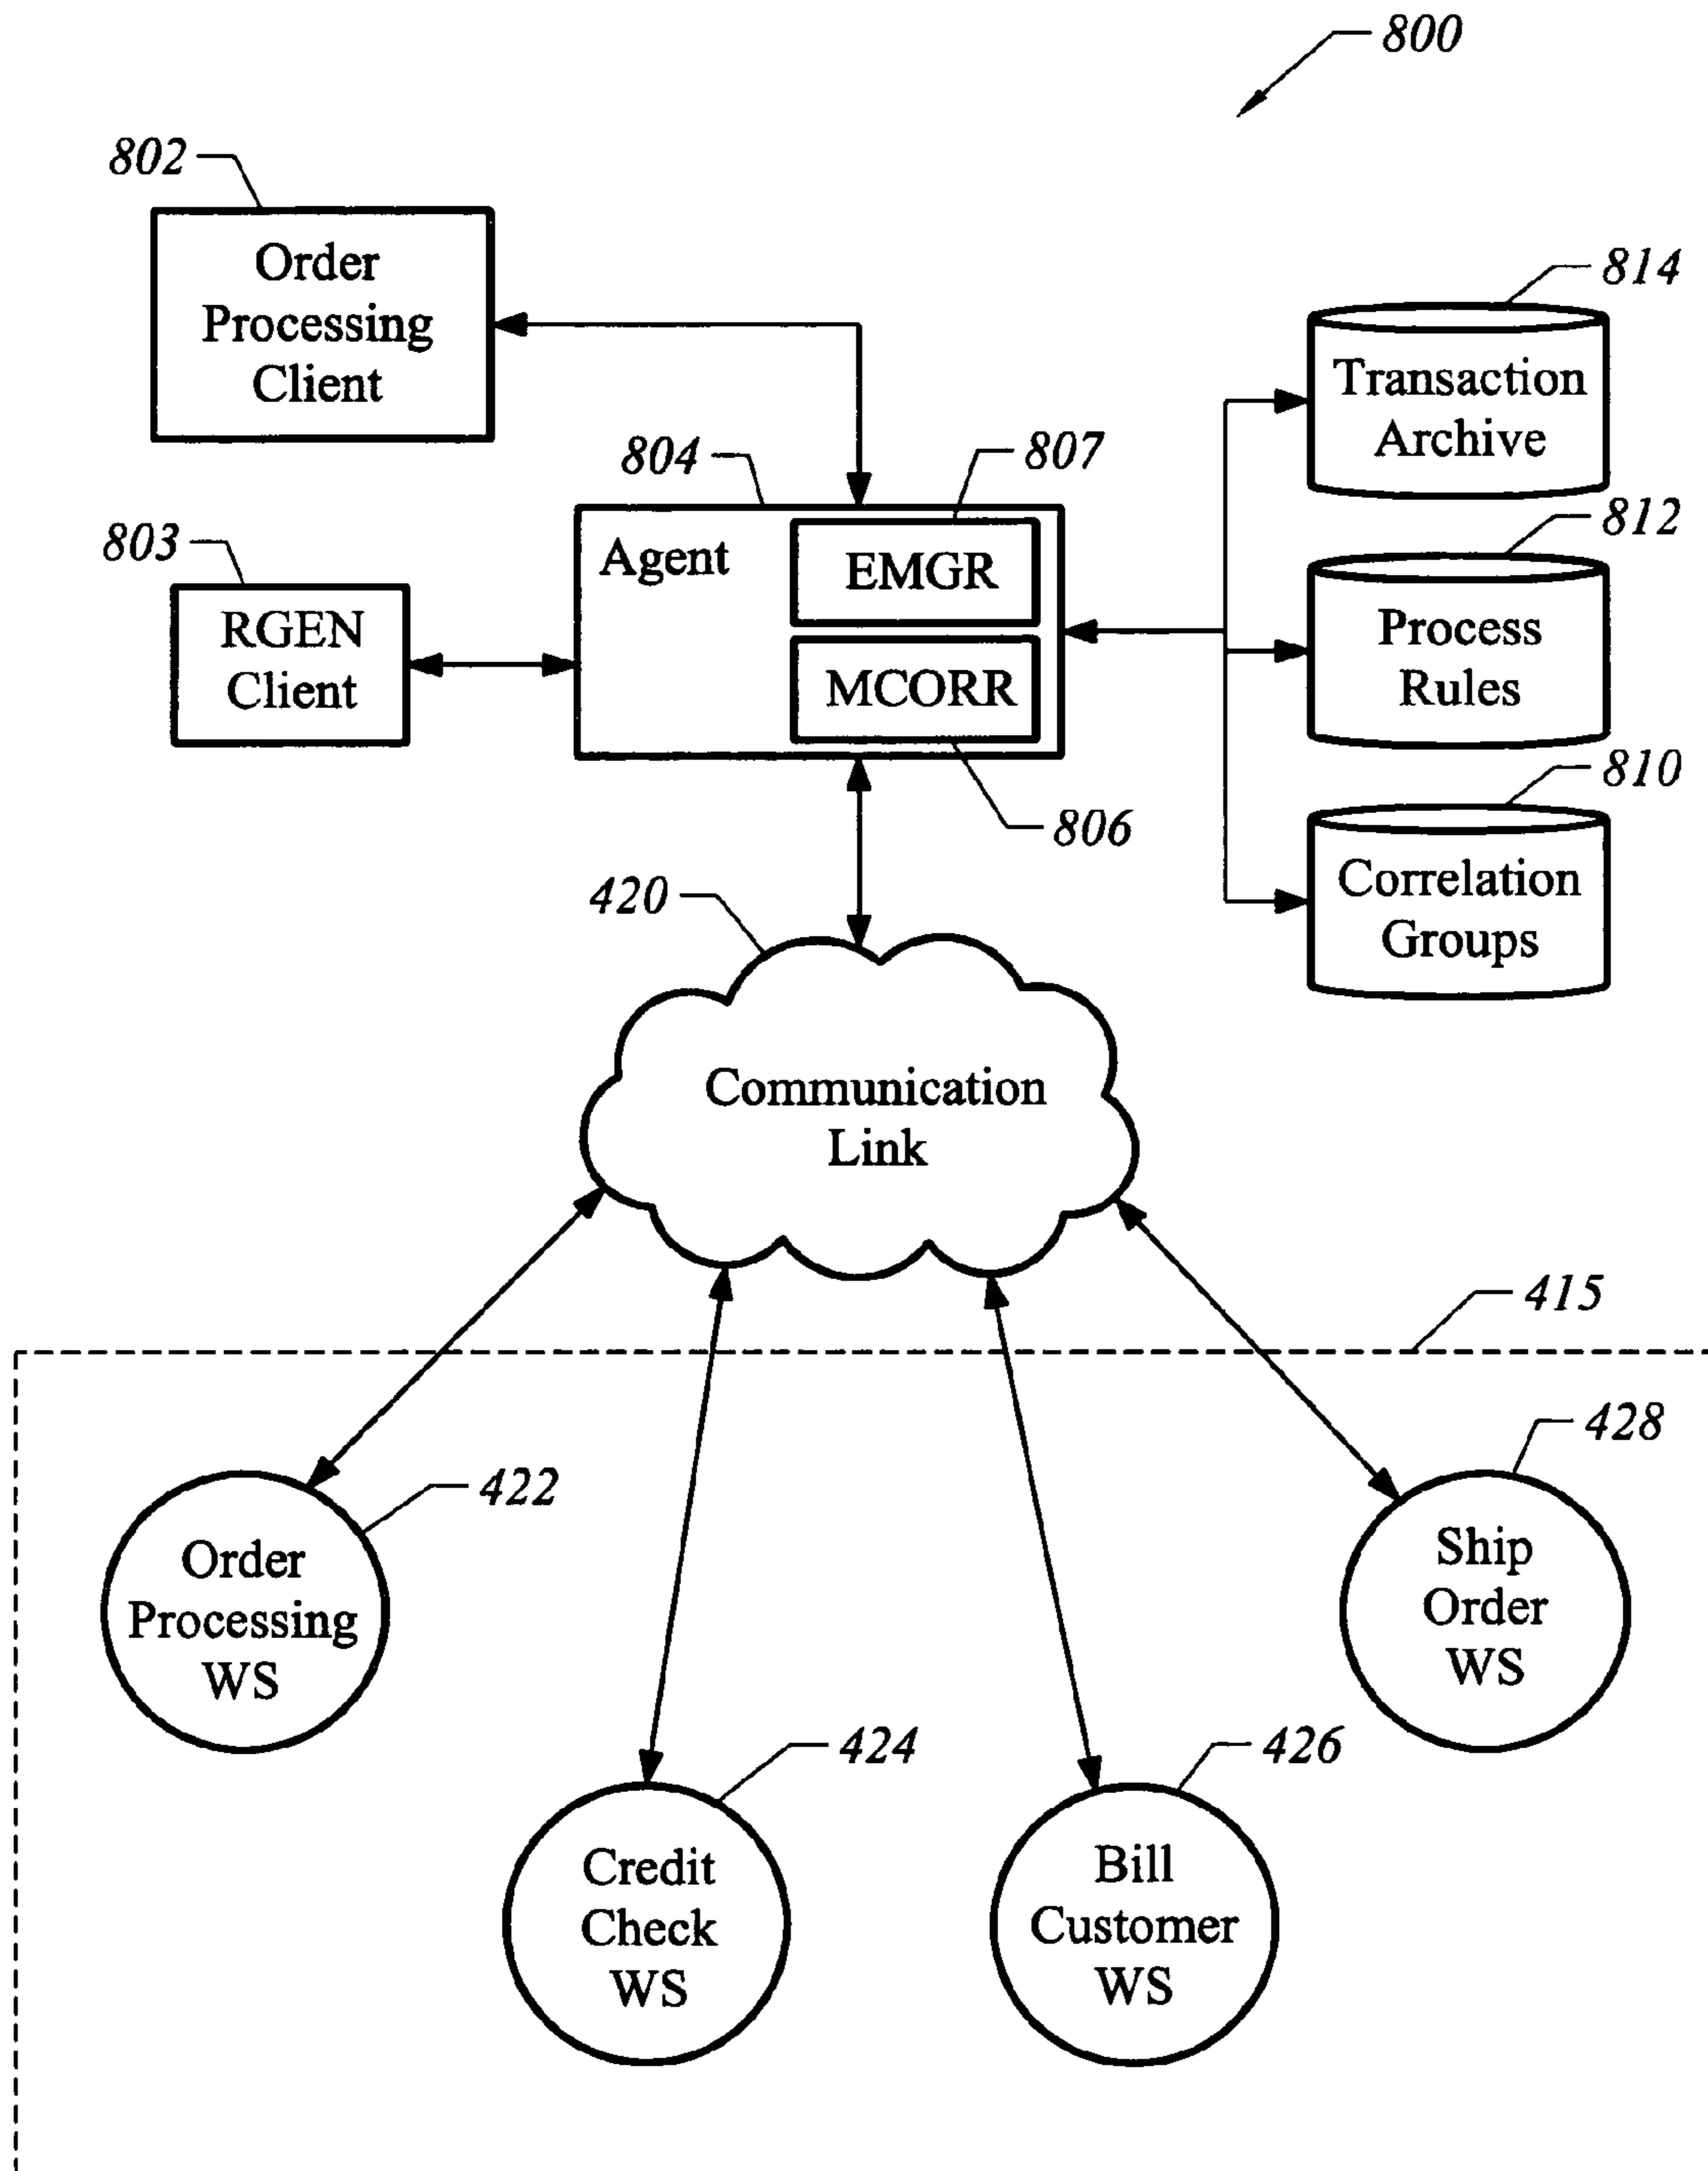 800
802
Order
Processing
Client
814
Transaction
Archive
804
807
Agent
EMGR
MCORR
803
RGEN
Client
812
Process
Rules
806
810
Correlation
Groups
420
Communication
Link
415
422
Order
Processing
WS
428
Ship
Order
WS
424
Credit
Check
WS
426
Bill
Customer
WS